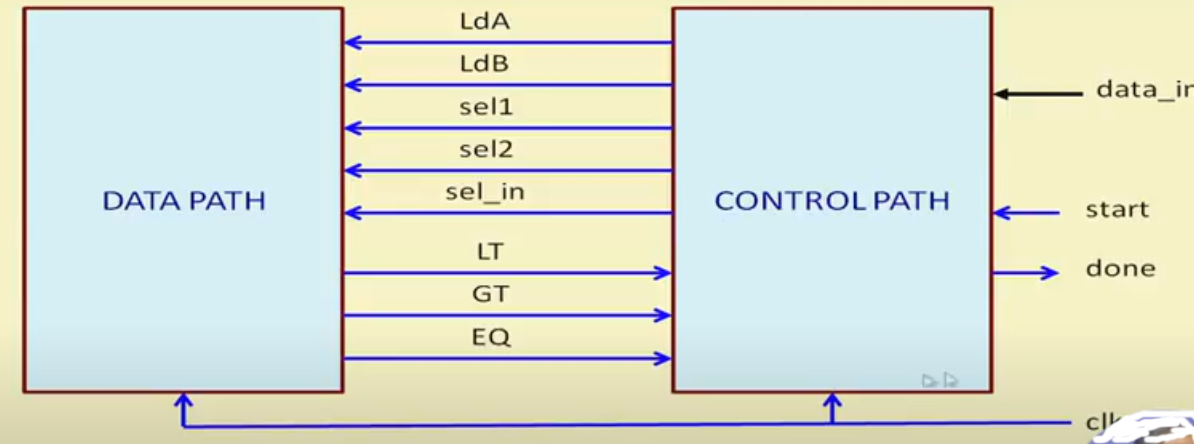 LdA
LdB
sel1
sel2
sel_in
LT
GT
EQ
DATA PATH
CONTROL PATH
start
done